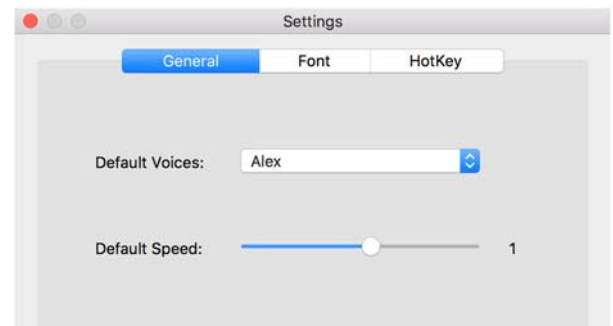 Settings
General Font HotKey
Default Voices: Alex
Default Speed: 1